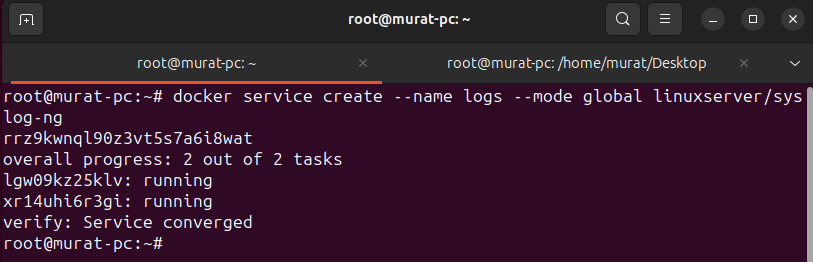 root@murat-pc: ~
root@murat-pc: ~
root@murat-pc: /home/murat/Desktop
root@murat-pc:~# docker service create --name logs --mode global linuxserver/sys
log-ng
rrz9kwnql90z3vt5s7a6i8wat
overall progress: 2 out of 2 tasks
lgw09kz25klv: running
xr14uhi6r3gi: running
verify: Service converged
root@murat-pc:~#